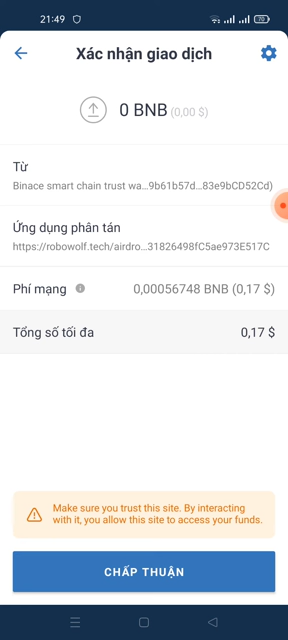 21:49
70
Xác nhận giao dịch
0 BNB (0,00 $)
Từ
Binace smart chain trust wa...9b61b57d...83e9bCD52Cd)
Ứng dụng phân tán
https://robowolf.tech/airdro...31826498fC5ae973E517C
Phí mạng 0,00056748 BNB (0,17 $)
Tổng số tối đa 0,17 $
Make sure you trust this site. By interacting
with it, you allow this site to access your funds.
CHẤP THUẬN